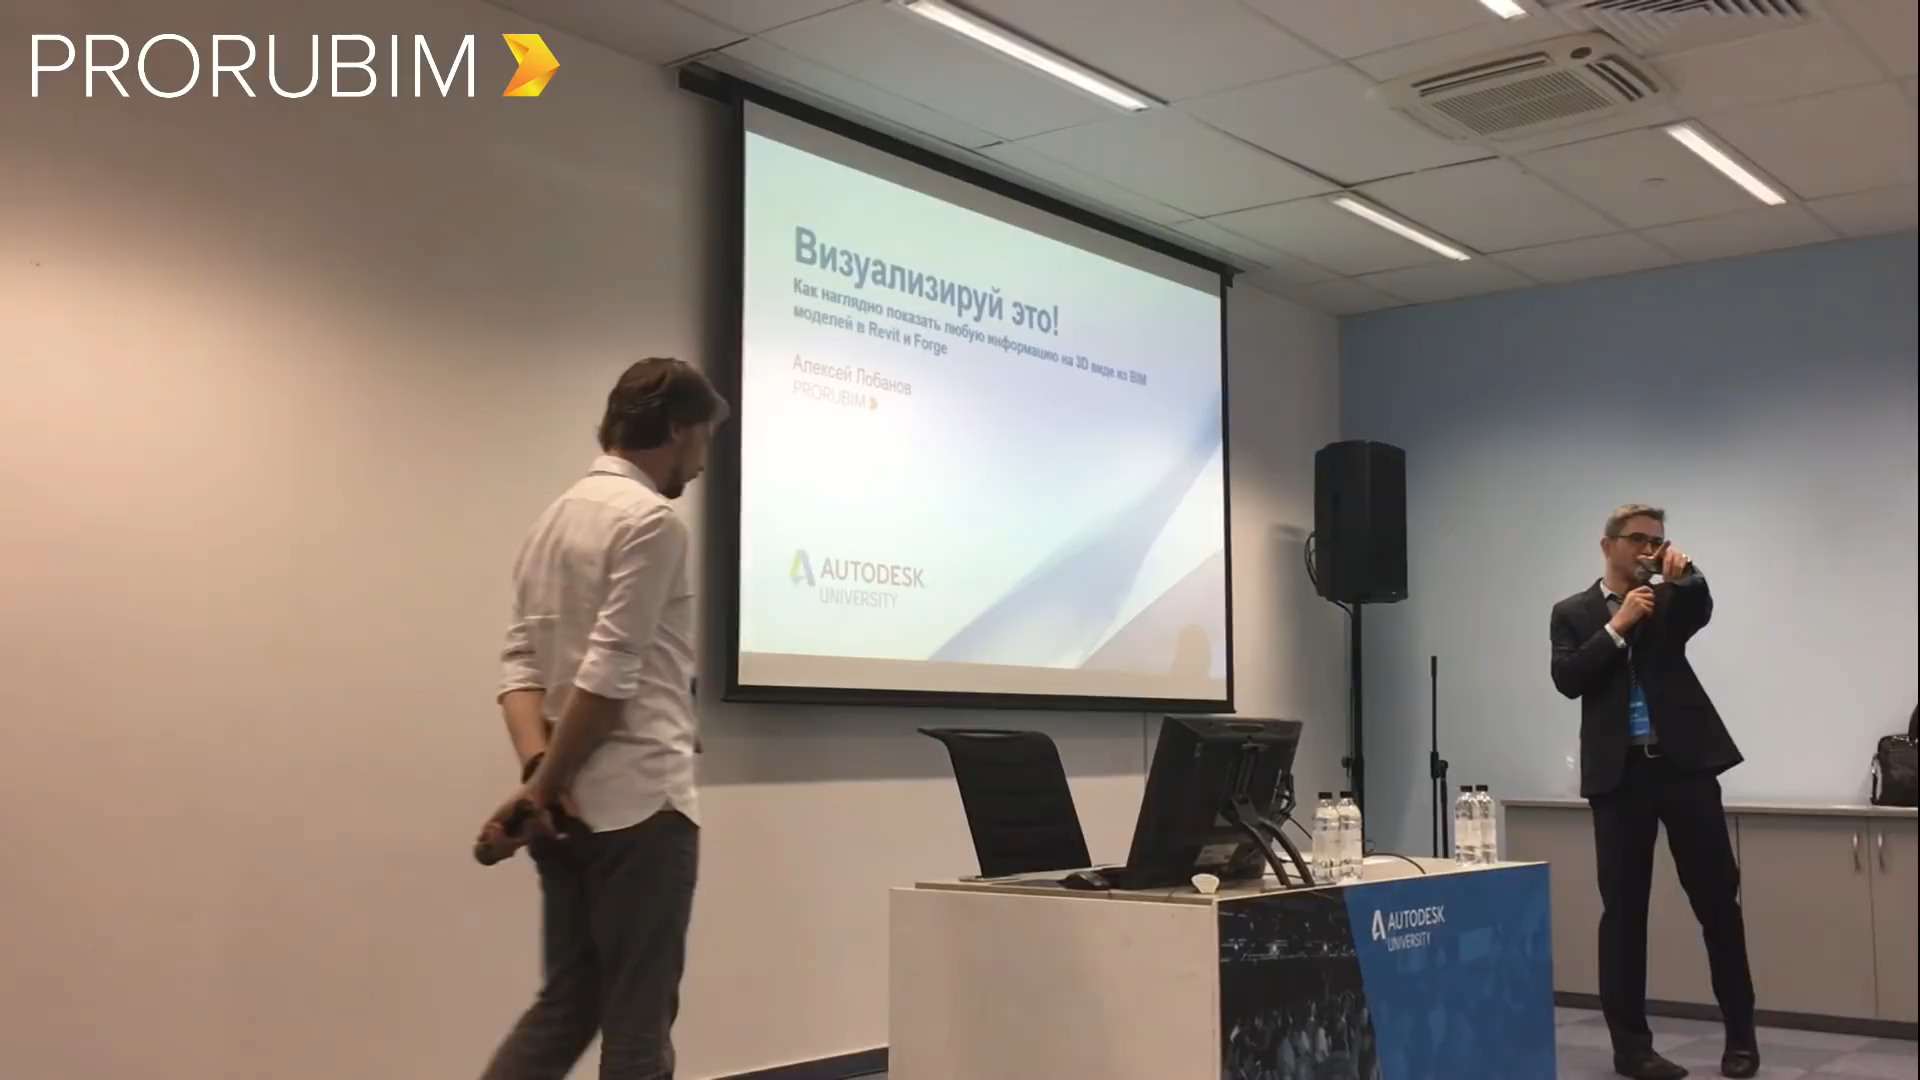 PRORUBIM
Визуализируй это!
Как наглядно показать любую информацию на 3D виде из BIM
моделей в Revit и Forge
Алексей Лобанов
PRORUBIM
AUTODESK
UNIVERSITY
AUTODESK
UNIVERSITY